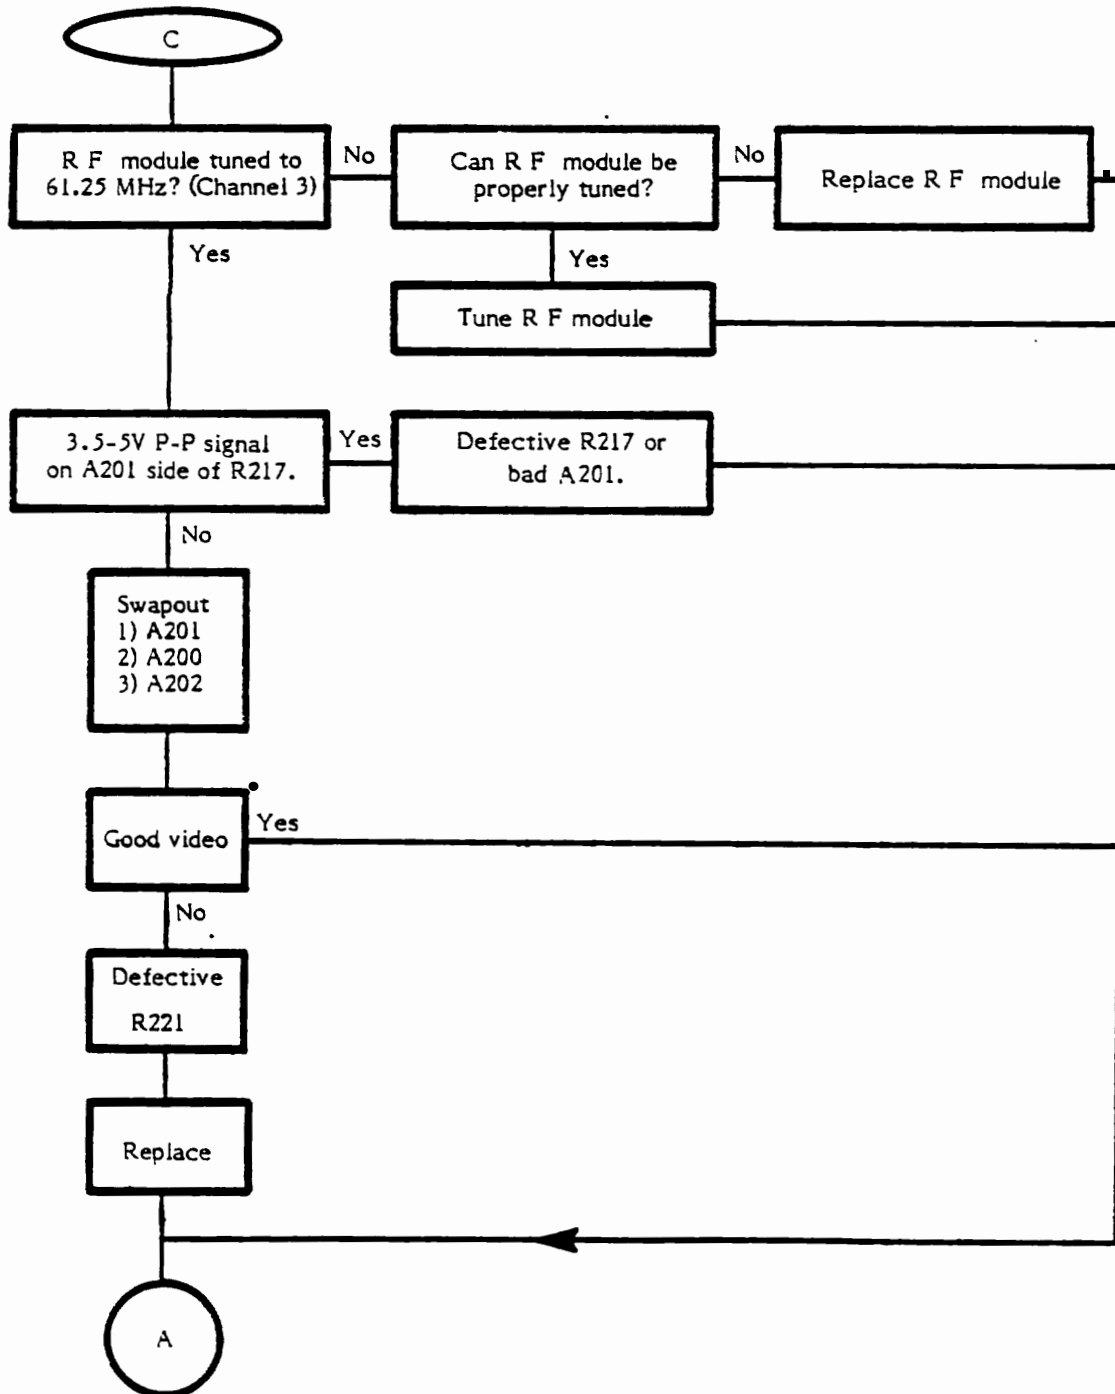 C
R F module tuned to
61.25 MHz? (Channel 3)
No
Can R F module be
properly tuned?
No
Replace R F module
Yes
Yes
Tune R F module
3.5-5V P-P signal
on A201 side of R217.
Yes
Defective R217 or
bad A201.
No
Swapout
1) A201
2) A200
3) A202
Good video
Yes
No
Defective
R221
Replace
A